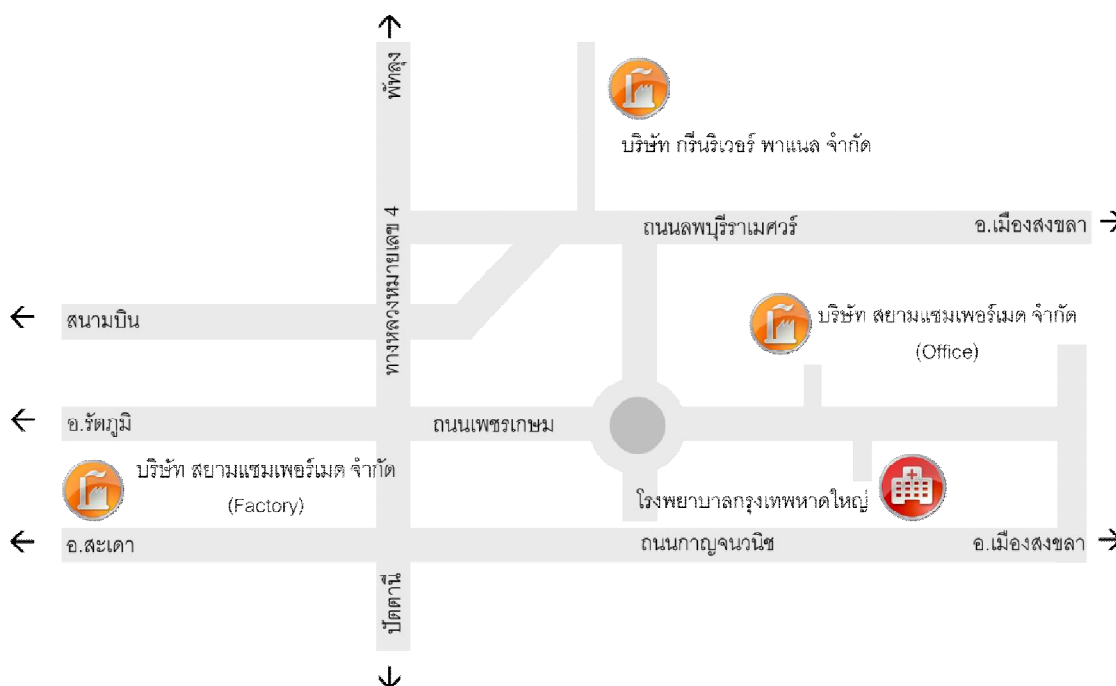 พัทลุง
บริษัท กรีนริเวอร์ พาแนล จำกัด
ทางหลวงหมายเลข 4
ถนนลพบุรีราเมศวร์
อ.เมืองสงขลา
สนามบิน
บริษัท สยามแซมเพอร์เมด จำกัด
(Office)
อ.รัตภูมิ
ถนนเพชรเกษม
บริษัท สยามแซมเพอร์เมด จำกัด
(Factory)
โรงพยาบาลกรุงเทพหาดใหญ่
อ.สะเดา
ถนนกาญจนวนิช
อ.เมืองสงขลา
ปัตตานี